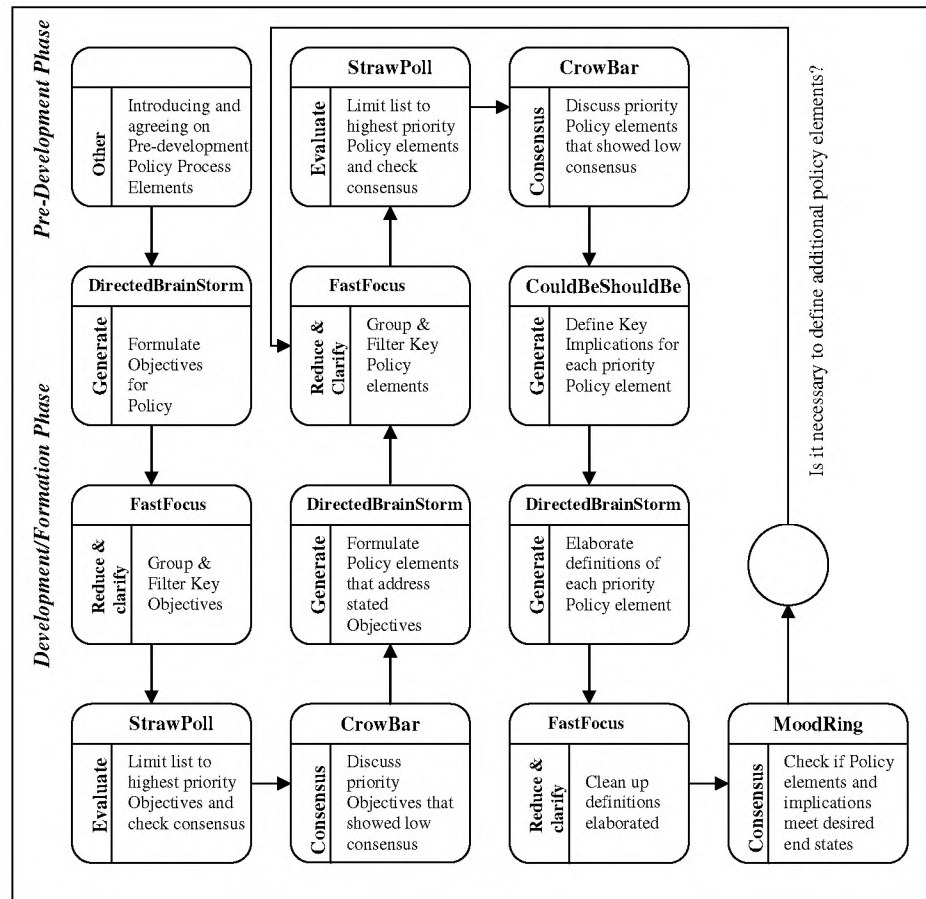 Pre-Development Phase
Development/Formation Phase
Other
Introducing and
agreeing on
Pre-development
Policy Process
Elements
DirectedBrainStorm
Generate
Formulate
Objectives
for
Policy
FastFocus
Reduce &
clarify
Group &
Filter Key
Objectives
StrawPoll
Evaluate
Limit list to
highest priority
Objectives and
check consensus
CrowBar
Consensus
Discuss
priority
Objectives that
showed low
consensus
DirectedBrainStorm
Generate
Formulate
Policy elements
that address
stated
Objectives
FastFocus
Reduce &
Clarify
Group &
Filter Key
Policy
elements
StrawPoll
Evaluate
Limit list to
highest priority
Policy elements
and check
consensus
CrowBar
Consensus
Discuss priority
Policy elements
that showed low
consensus
CouldBeShouldBe
Generate
Define Key
Implications for
each priority
Policy element
DirectedBrainStorm
Generate
Elaborate
definitions of
each priority
Policy element
FastFocus
Reduce &
clarify
Clean up
definitions
elaborated
MoodRing
Consensus
Check if Policy
elements and
implications
meet desired
end states
Is it necessary to define additional policy elements?